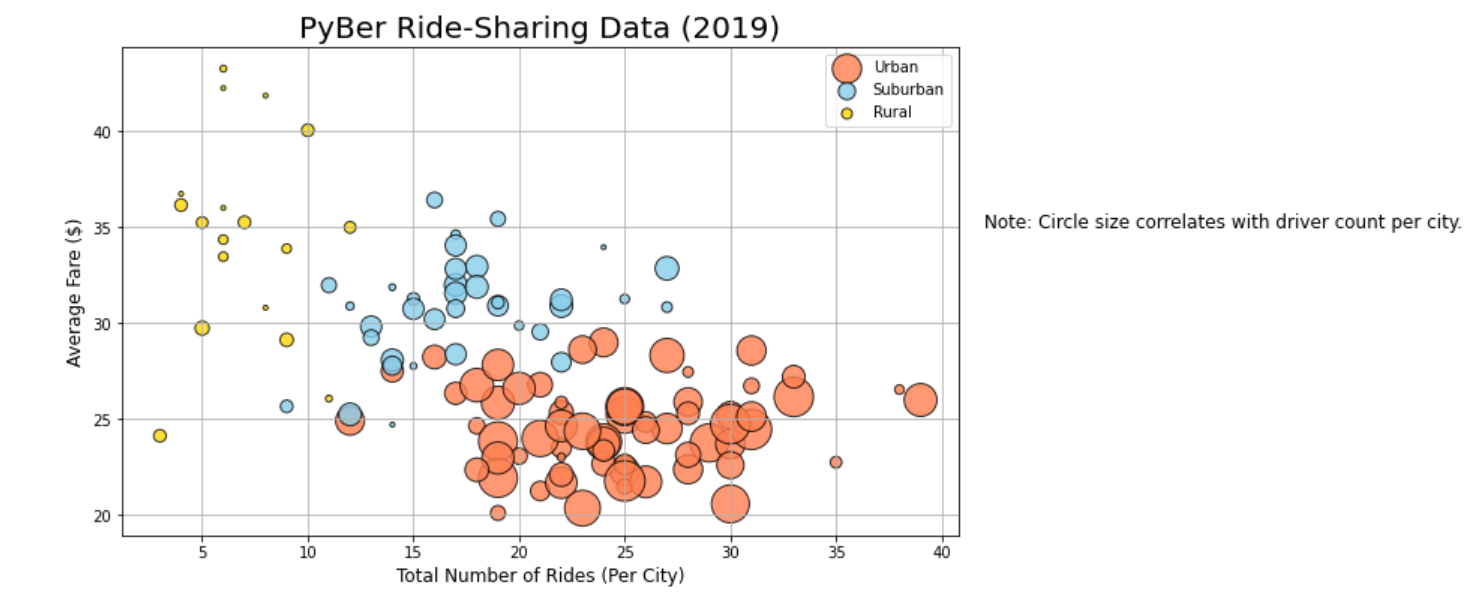 PyBer Ride-Sharing Data (2019)
Urban
Suburban
Rural
40
35
30
25
20
Average Fare ($)
5 10 15 20 25 30 35 40
Total Number of Rides (Per City)
Note: Circle size correlates with driver count per city.